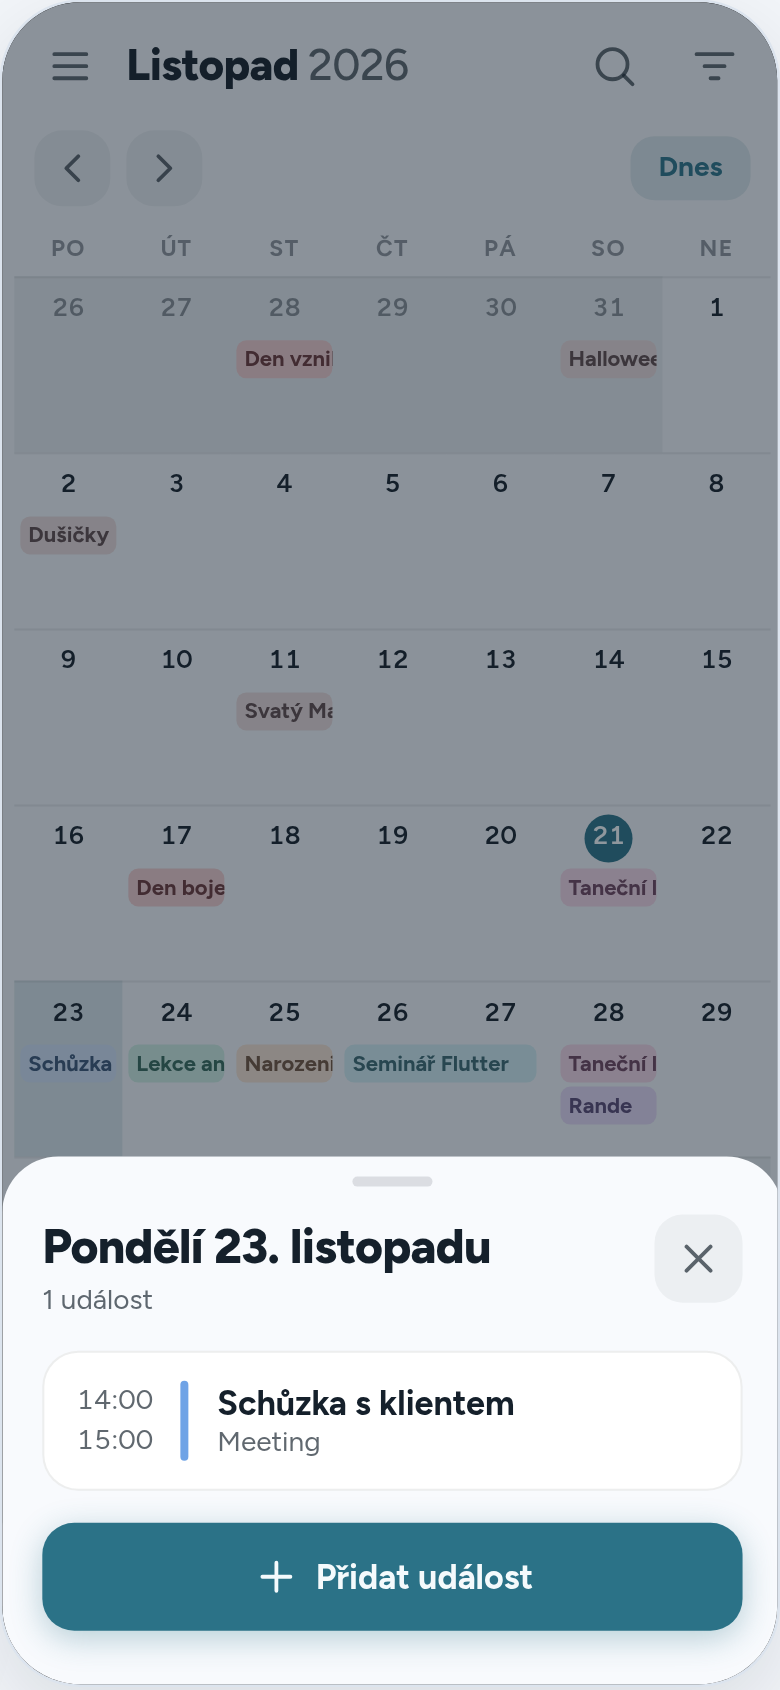 Listopad 2026
Dnes
PO ÚT ST ČT PÁ SO NE
26 27 28 29 30 31 1
Den vzni Hallowee
2 3 4 5 6 7 8
Dušičky
9 10 11 12 13 14 15
Svatý Ma
16 17 18 19 20 21 22
Den boje Taneční l
23 24 25 26 27 28 29
Schůzka Lekce an Narozeni Seminář Flutter Taneční l
Rande
Pondělí 23. listopadu
1 událost
14:00 Schůzka s klientem
15:00 Meeting
Přidat událost